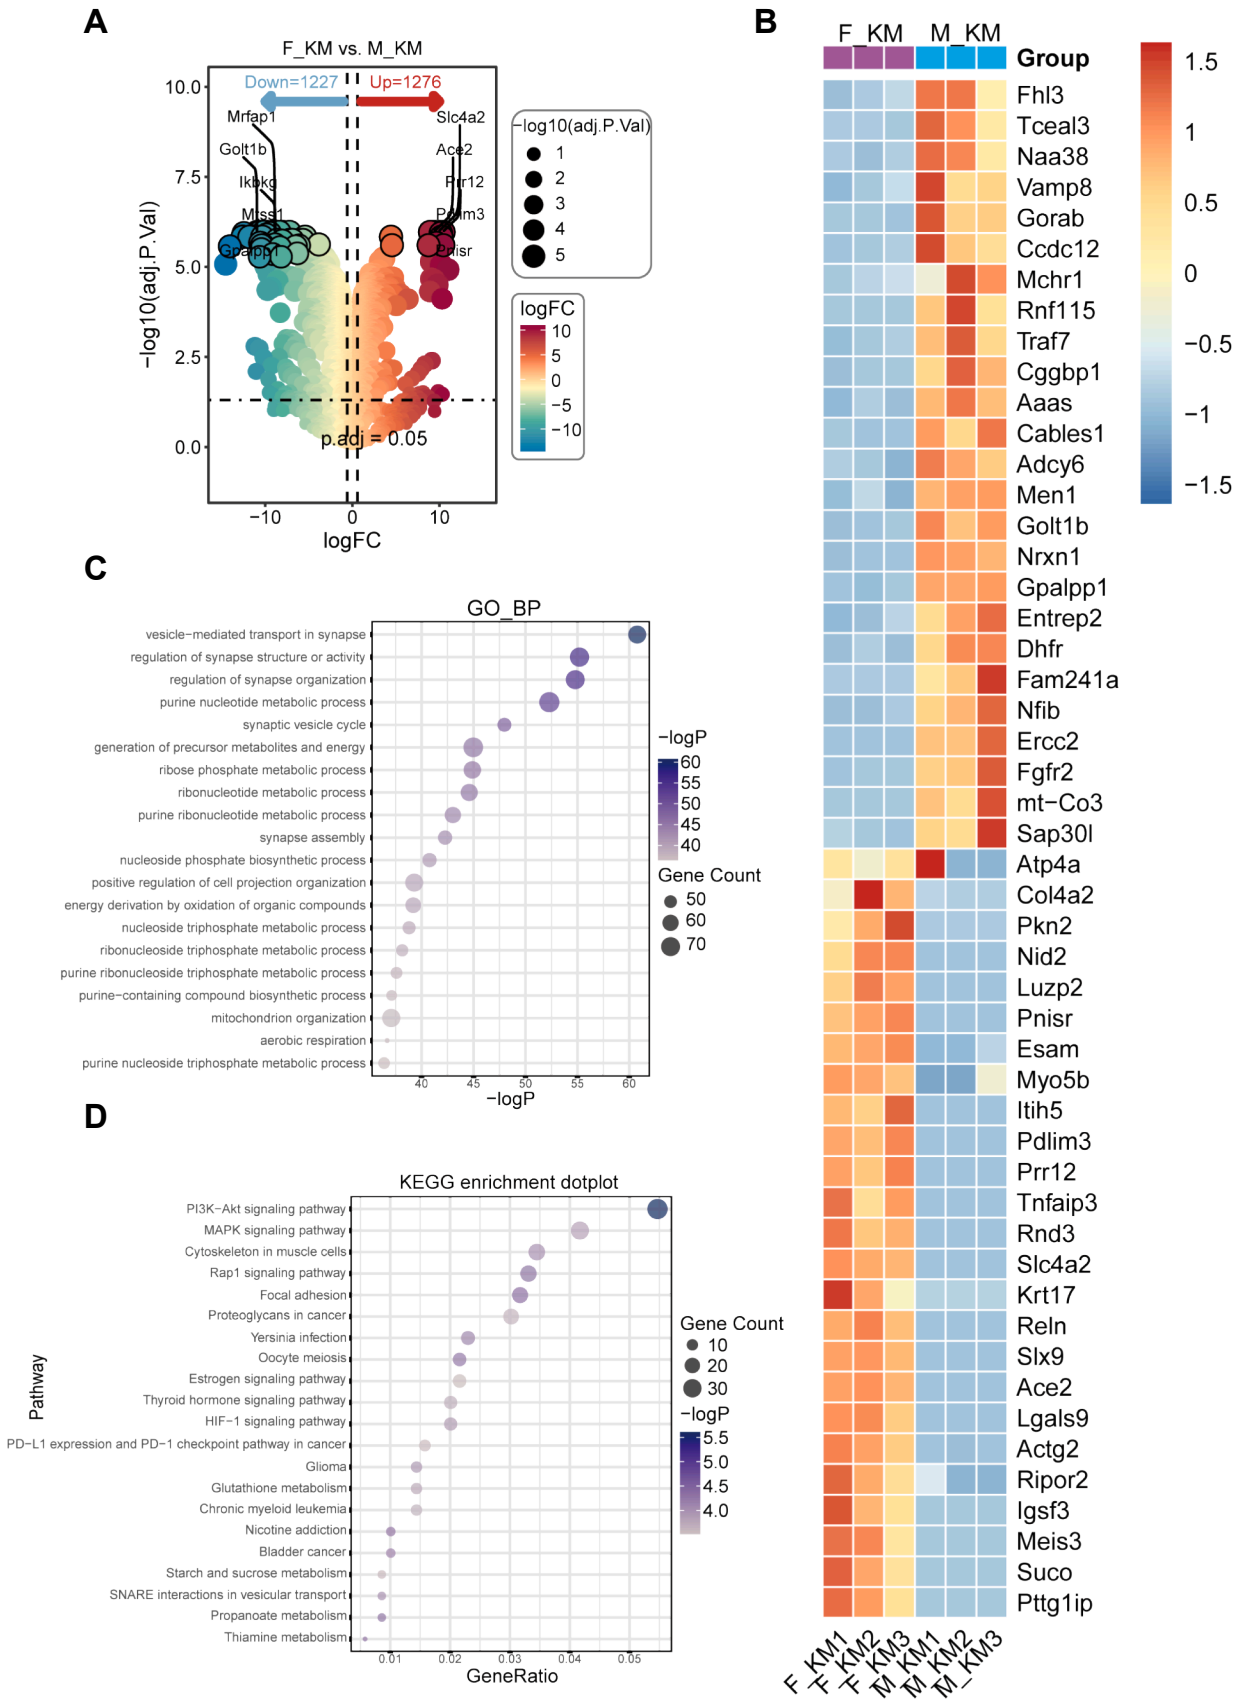 A
F_KM vs. M_KM
Down=1227
Up=1276
Mrfap1
Slc4a2
Golt1b
Ace2
Ikbkg
Prr12
Pdlim3
Gpalpp1
Pnisr
10.0
7.5
5.0
2.5
0.0
−log10(adj.P.Val)
p.adj = 0.05
−10
0
10
logFC
−log10(adj.P.Val)
1
2
3
4
5
logFC
10
5
0
−5
−10
B
F_KM
M_KM
Group
Fhl3
Tceal3
Naa38
Vamp8
Gorab
Ccdc12
Mchr1
Rnf115
Traf7
Cggbp1
Aaas
Cables1
Adcy6
Men1
Golt1b
Nrxn1
Gpalpp1
Entrep2
Dhfr
Fam241a
Nfib
Ercc2
Fgfr2
mt−Co3
Sap30l
Atp4a
Col4a2
Pkn2
Nid2
Luzp2
Pnisr
Esam
Myo5b
Itih5
Pdlim3
Prr12
Tnfaip3
Rnd3
Slc4a2
Krt17
Reln
Slx9
Ace2
Lgals9
Actg2
Ripor2
Igsf3
Meis3
Suco
Pttg1ip
F_KM1
F_KM2
F_KM3
M_KM1
M_KM2
M_KM3
1.5
1
0.5
0
−0.5
−1
−1.5
C
GO_BP
vesicle−mediated transport in synapse
regulation of synapse structure or activity
regulation of synapse organization
purine nucleotide metabolic process
synaptic vesicle cycle
generation of precursor metabolites and energy
ribose phosphate metabolic process
ribonucleotide metabolic process
purine ribonucleotide metabolic process
synapse assembly
nucleoside phosphate biosynthetic process
positive regulation of cell projection organization
energy derivation by oxidation of organic compounds
nucleoside triphosphate metabolic process
ribonucleoside triphosphate metabolic process
purine ribonucleoside triphosphate metabolic process
purine−containing compound biosynthetic process
mitochondrion organization
aerobic respiration
purine nucleoside triphosphate metabolic process
40
45
50
55
60
−logP
−logP
60
55
50
45
40
Gene Count
50
60
70
D
KEGG enrichment dotplot
Pathway
PI3K−Akt signaling pathway
MAPK signaling pathway
Cytoskeleton in muscle cells
Rap1 signaling pathway
Focal adhesion
Proteoglycans in cancer
Yersinia infection
Oocyte meiosis
Estrogen signaling pathway
Thyroid hormone signaling pathway
HIF−1 signaling pathway
PD−L1 expression and PD−1 checkpoint pathway in cancer
Glioma
Glutathione metabolism
Chronic myeloid leukemia
Nicotine addiction
Bladder cancer
Starch and sucrose metabolism
SNARE interactions in vesicular transport
Propanoate metabolism
Thiamine metabolism
0.01
0.02
0.03
0.04
0.05
GeneRatio
Gene Count
10
20
30
−logP
5.5
5.0
4.5
4.0